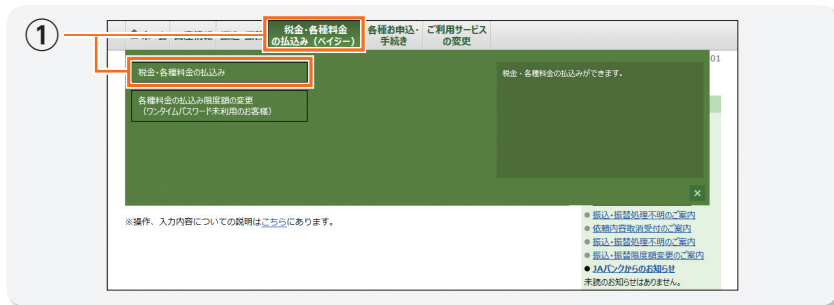 ①
税金・各種料金
の払込み（ペイジー）
各種お申込・
手続き
ご利用サービス
の変更
01
税金・各種料金の払込み
税金・各種料金の払込みができます。
各種料金の払込み限度額の変更
（ワンタイムパスワード未利用のお客様）
×
※操作、入力内容についての説明はこちらにあります。
● 振込・振替処理不明のご案内
● 依頼内容取消受付のご案内
● 振込・振替処理不明のご案内
● 振込・振替限度額変更のご案内
● JAバンクからのお知らせ
未読のお知らせはありません。